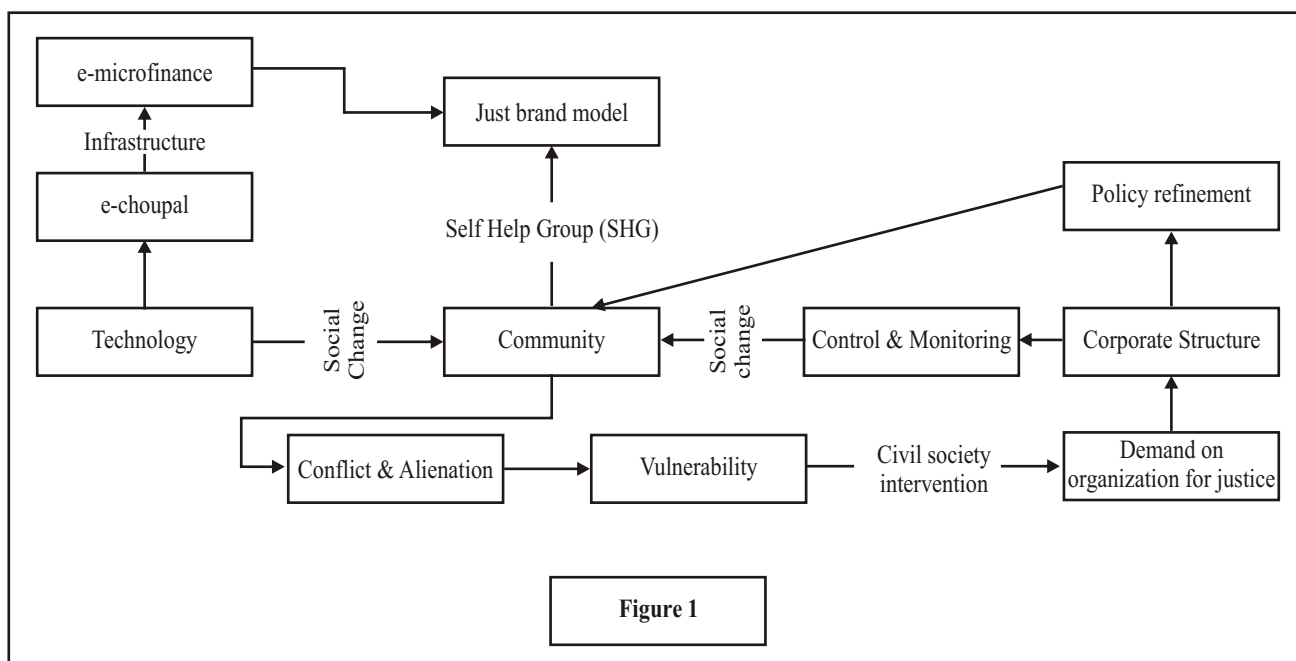 e-microfinance
Just brand model
Infrastructure
e-choupal
Policy refinement
Self Help Group (SHG)
Technology
Social
Change
Community
Social
change
Control & Monitoring
Corporate Structure
Conflict & Alienation
Vulnerability
Civil society
intervention
Demand on
organization for justice
Figure 1